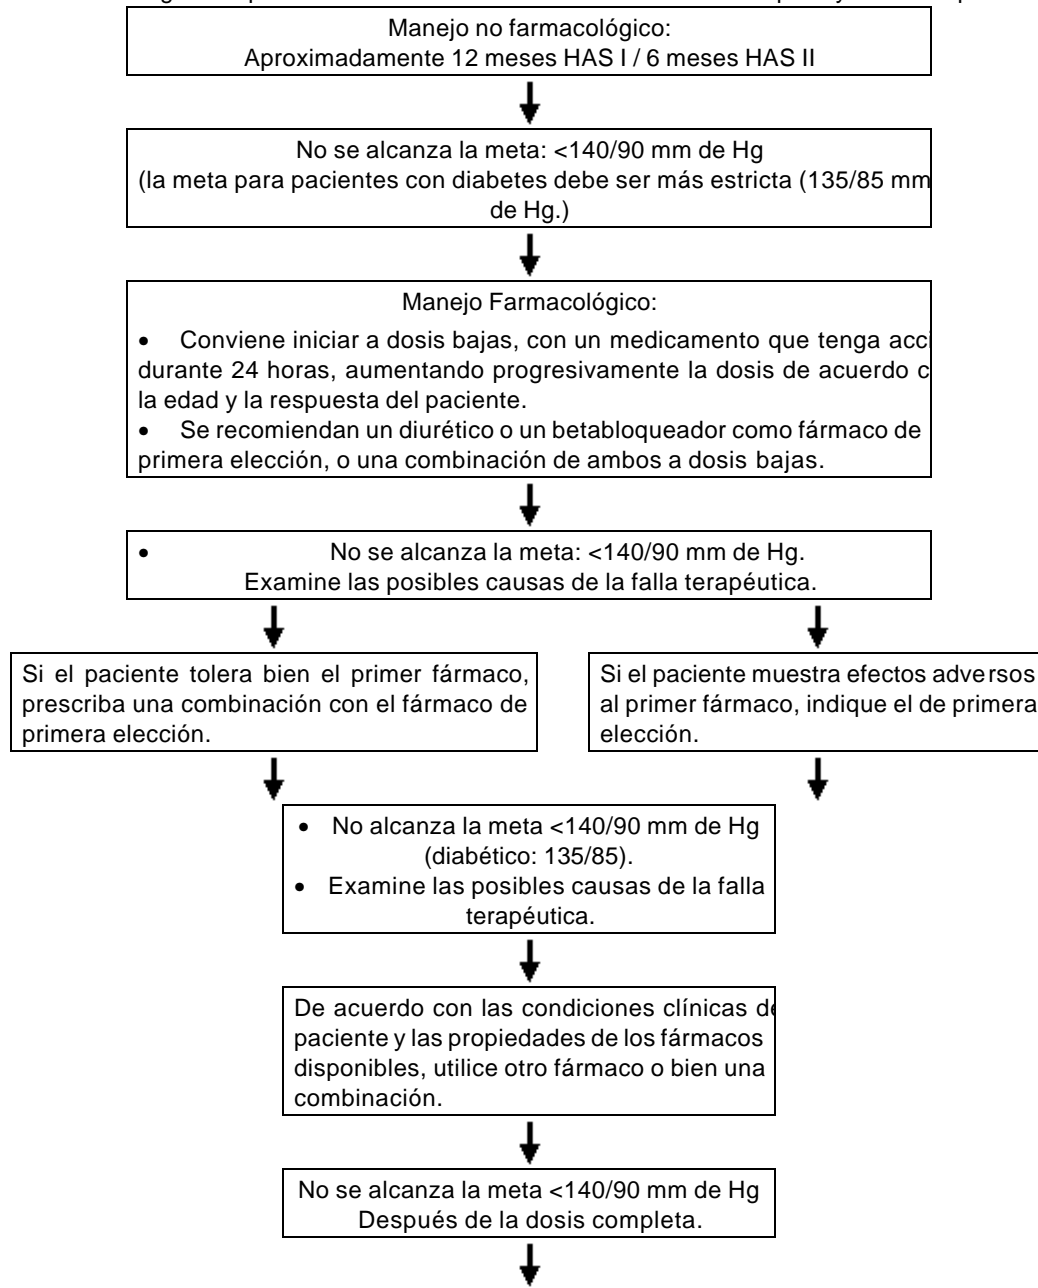 Manejo no farmacológico:
Aproximadamente 12 meses HAS I / 6 meses HAS II
No se alcanza la meta: <140/90 mm de Hg
(la meta para pacientes con diabetes debe ser más estricta (135/85 mm
de Hg.)
Manejo Farmacológico:
• Conviene iniciar a dosis bajas, con un medicamento que tenga acci
durante 24 horas, aumentando progresivamente la dosis de acuerdo c
la edad y la respuesta del paciente.
• Se recomiendan un diurético o un betabloqueador como fármaco de
primera elección, o una combinación de ambos a dosis bajas.
• No se alcanza la meta: <140/90 mm de Hg.
Examine las posibles causas de la falla terapéutica.
Si el paciente tolera bien el primer fármaco,
prescriba una combinación con el fármaco de
primera elección.
Si el paciente muestra efectos adversos
al primer fármaco, indique el de primera
elección.
• No alcanza la meta <140/90 mm de Hg
(diabético: 135/85).
• Examine las posibles causas de la falla
terapéutica.
De acuerdo con las condiciones clínicas de
paciente y las propiedades de los fármacos
disponibles, utilice otro fármaco o bien una
combinación.
No se alcanza la meta <140/90 mm de Hg
Después de la dosis completa.